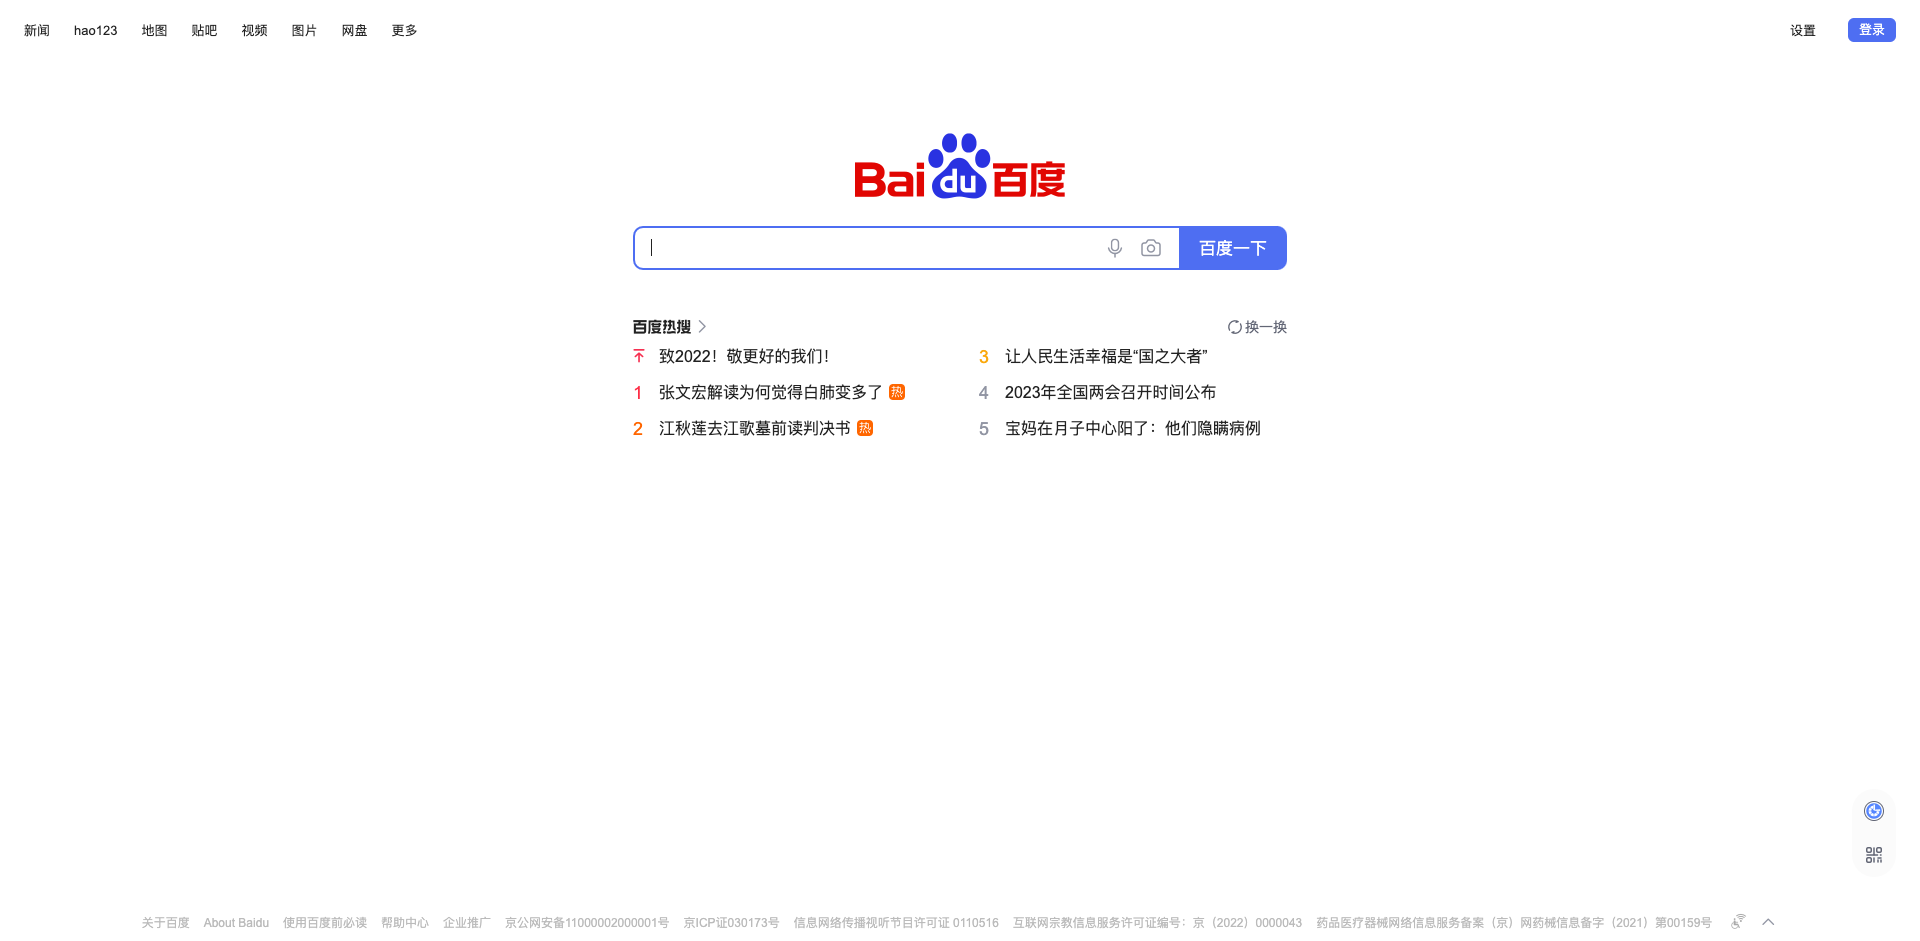 新闻 hao123 地图 贴吧 视频 图片 网盘 更多 设置 登录
Bai du 百度
百度一下
百度热搜 换一换
致2022！敬更好的我们！
1 张文宏解读为何觉得白肺变多了 热
2 江秋莲去江歌墓前读判决书 热
3 让人民生活幸福是“国之大者”
4 2023年全国两会召开时间公布
5 宝妈在月子中心阳了：他们隐瞒病例
关于百度 About Baidu 使用百度前必读 帮助中心 企业推广 京公网安备11000002000001号 京ICP证030173号 信息网络传播视听节目许可证 0110516 互联网宗教信息服务许可证编号：京（2022）0000043 药品医疗器械网络信息服务备案（京）网药械信息备字（2021）第00159号